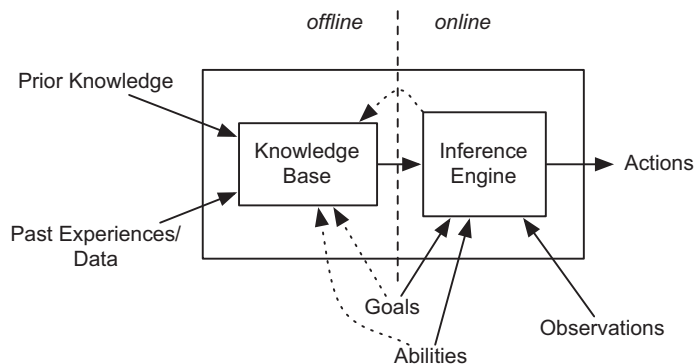 offline
online
Prior Knowledge
Knowledge
Base
Inference
Engine
Actions
Past Experiences/
Data
Goals
Observations
Abilities